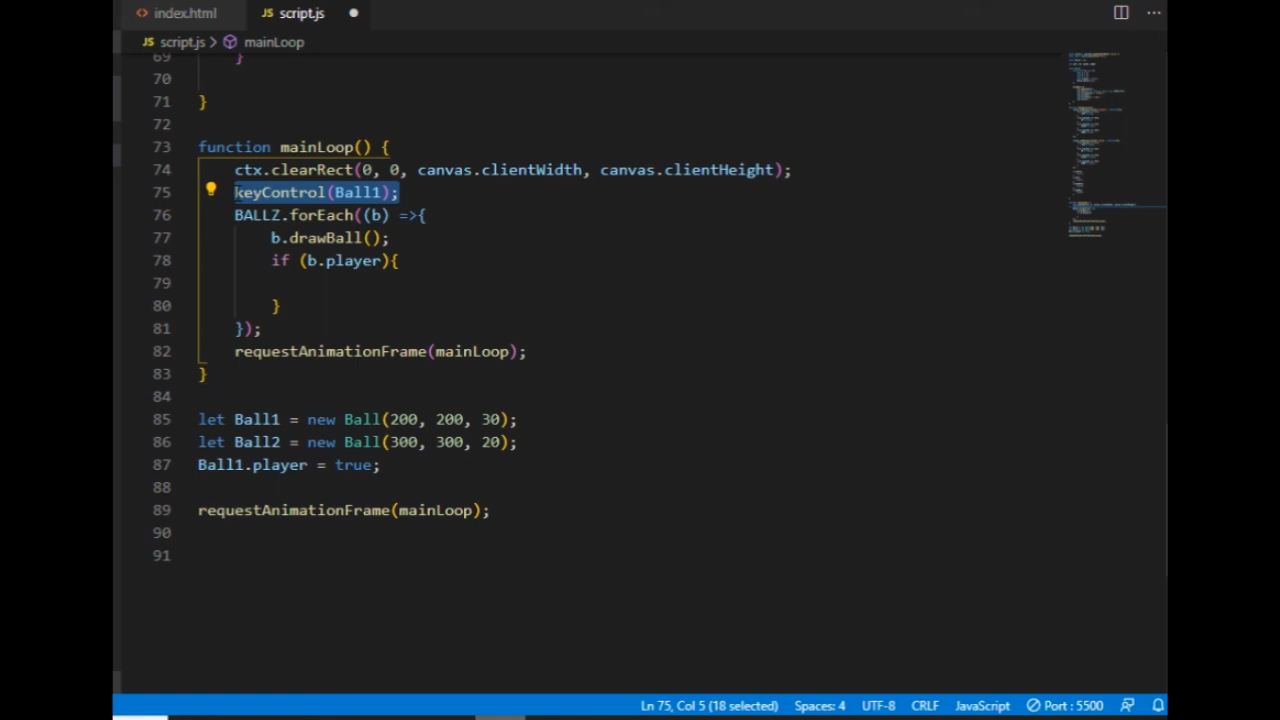 index.html
JS script.js
JS script.js > mainLoop
69 }
70
71 }
72
73 function mainLoop() {
74 ctx.clearRect(0, 0, canvas.clientWidth, canvas.clientHeight);
75 keyControl(Ball1);
76 BALLZ.forEach((b) =>{
77 b.drawBall();
78 if (b.player){
79
80 }
81 });
82 requestAnimationFrame(mainLoop);
83 }
84
85 let Ball1 = new Ball(200, 200, 30);
86 let Ball2 = new Ball(300, 300, 20);
87 Ball1.player = true;
88
89 requestAnimationFrame(mainLoop);
90
91
Ln 75, Col 5 (18 selected) Spaces: 4 UTF-8 CRLF JavaScript Port : 5500